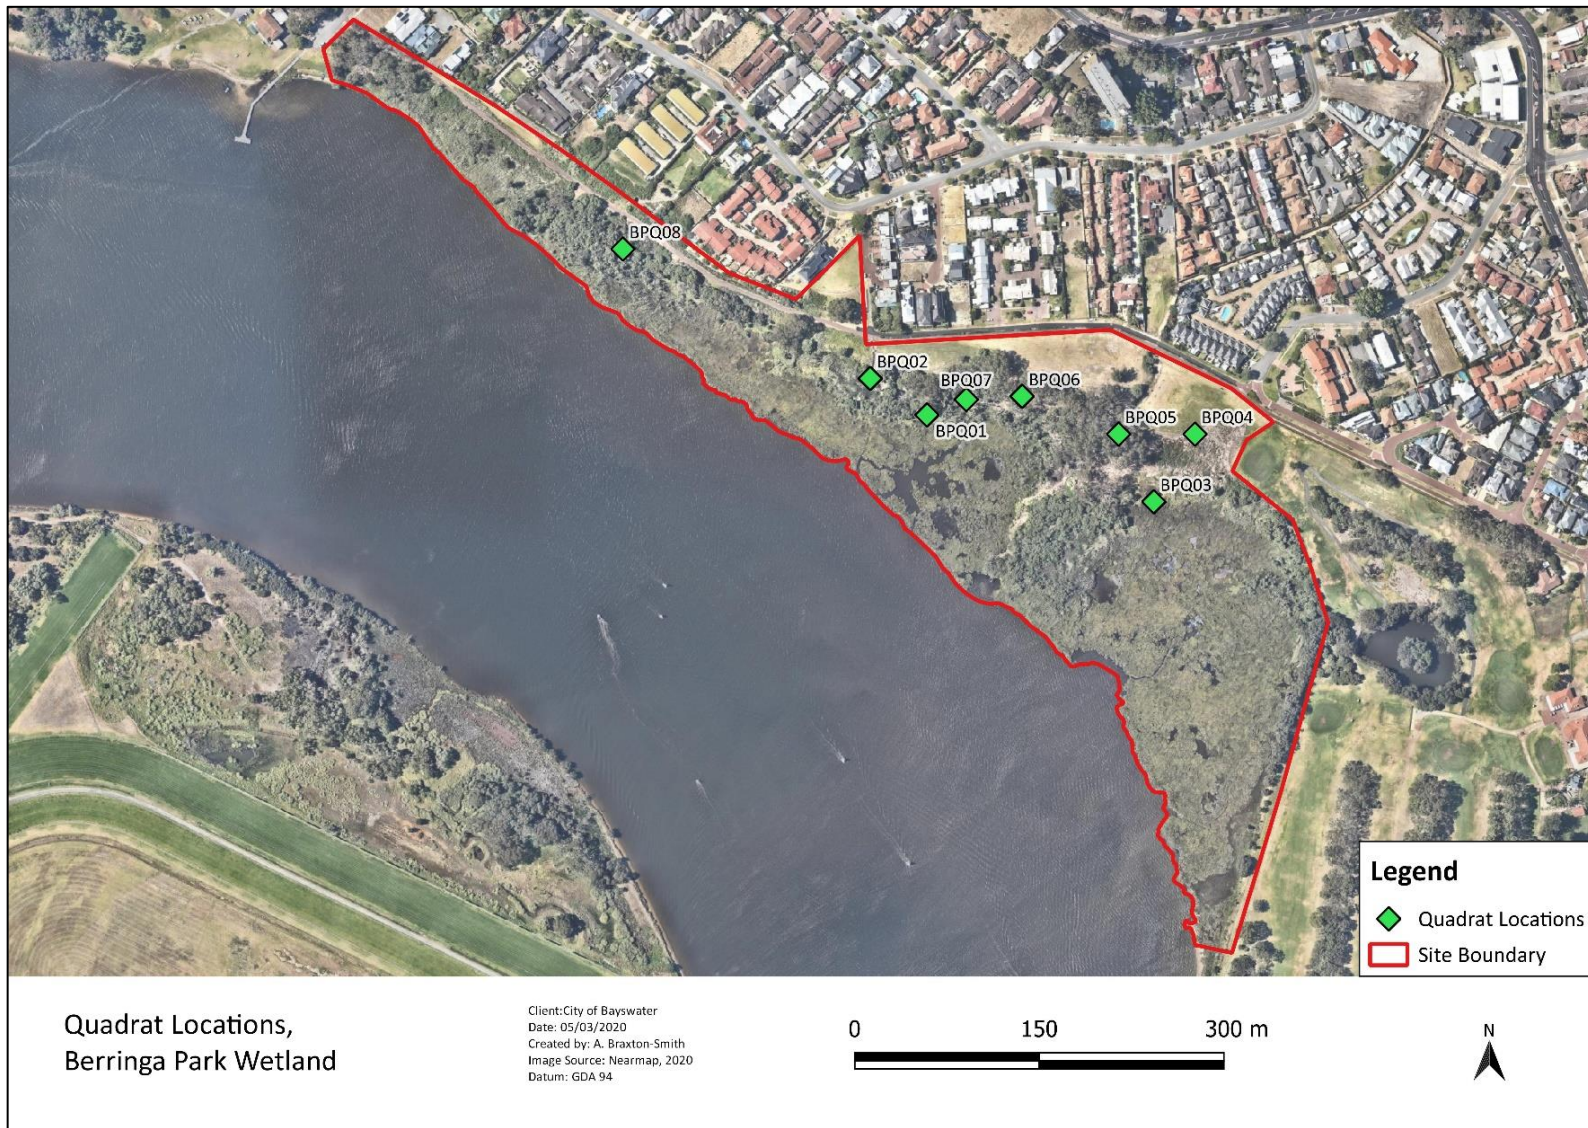 BPQ08
BPQ02
BPQ07
BPQ06
BPQ01
BPQ05
BPQ04
BPQ03
Legend
Quadrat Locations
Site Boundary
Quadrat Locations,
Berringa Park Wetland
Client:City of Bayswater
Date: 05/03/2020
Created by: A. Braxton-Smith
Image Source: Nearmap, 2020
Datum: GDA 94
0 150 300 m
N